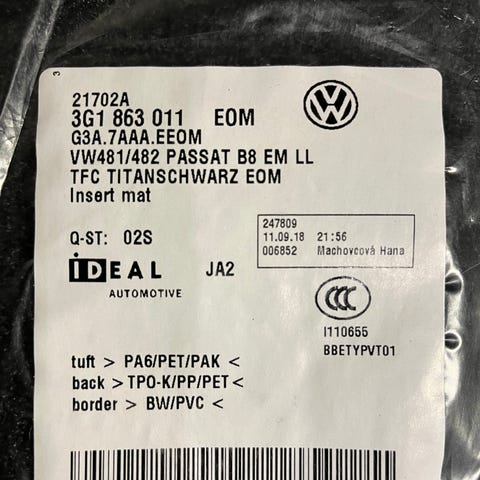 3
21702A
3G1 863 011 EOM
G3A.7AAA.EEOM
VW481/482 PASSAT B8 EM LL
TFC TITANSCHWARZ EOM
Insert mat
Q-ST: 02S
247809
11.09.18 21:56
006852 Machovcová Hana
IDEAL JA2
AUTOMOTIVE
CCC
I110655
BBETYPVT01
tuft > PA6/PET/PAK <
back > TPO-K/PP/PET <
border > BW/PVC <